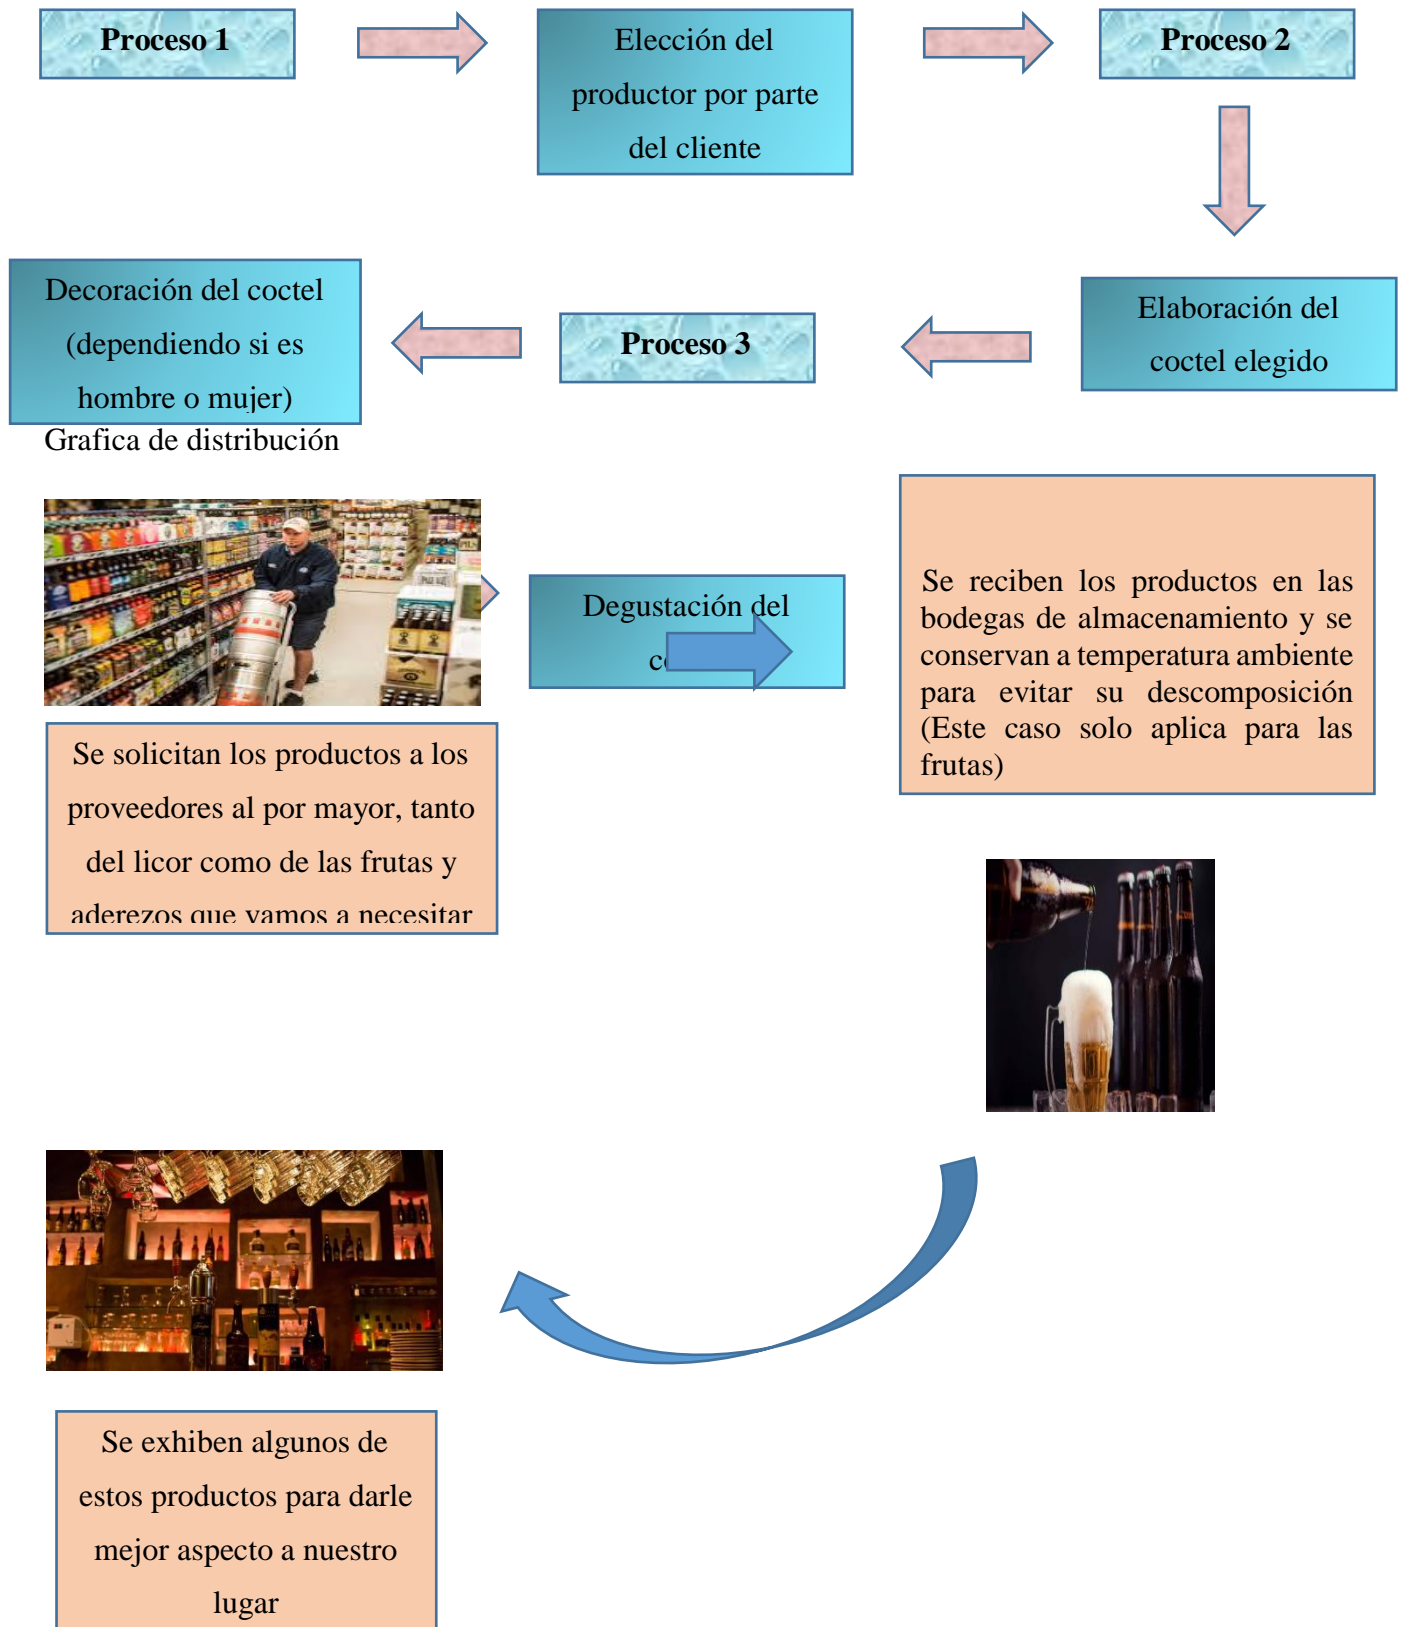 Proceso 1
Elección del
productor por parte
del cliente
Proceso 2
Elaboración del
coctel elegido
Proceso 3
Decoración del coctel
(dependiendo si es
hombre o mujer)
Grafica de distribución
Degustación del
Se reciben los productos en las
bodegas de almacenamiento y se
conservan a temperatura ambiente
para evitar su descomposición
(Este caso solo aplica para las
frutas)
Se solicitan los productos a los
proveedores al por mayor, tanto
del licor como de las frutas y
aderezos que vamos a necesitar
Se exhiben algunos de
estos productos para darle
mejor aspecto a nuestro
lugar